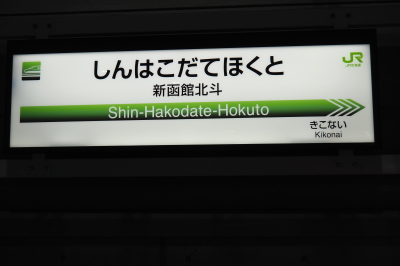 しんはこだてほくと
JR
新函館北斗
Shin-Hakodate-Hokuto
きこない
Kikonai